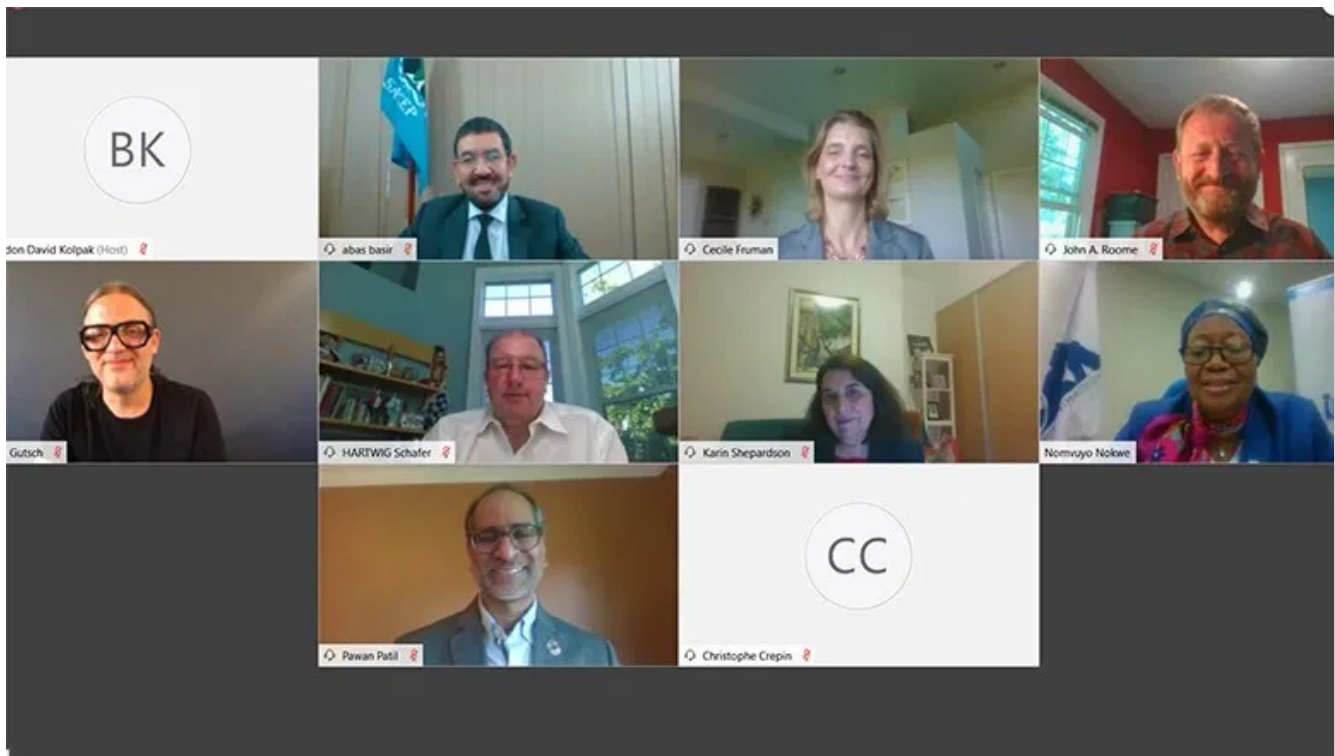 BK
SACEP
don David Kolpak (Host)
abas basir
Cecile Fruman
John A. Roome
Gutsch
HARTWIG Schafer
Karin Shepardson
Nomvuyo Nokwe
CC
Pawan Patil
Christophe Crepin